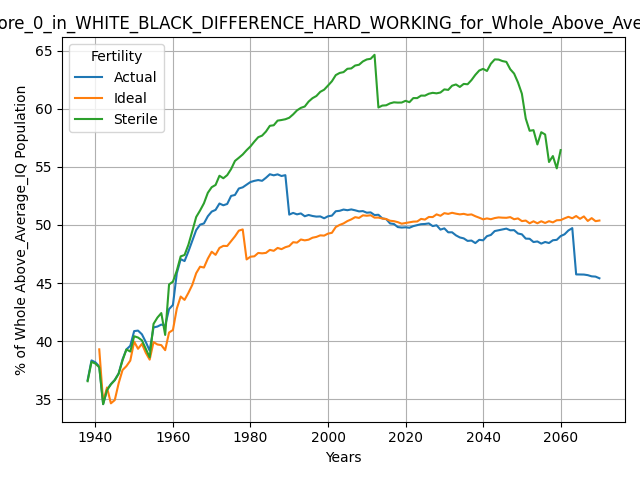 ore_0_in_WHITE_BLACK_DIFFERENCE_HARD_WORKING_for_Whole_Above_Ave
Fertility
Actual
Ideal
Sterile
% of Whole Above_Average_IQ Population
65
60
55
50
45
40
35
1940 1960 1980 2000 2020 2040 2060
Years